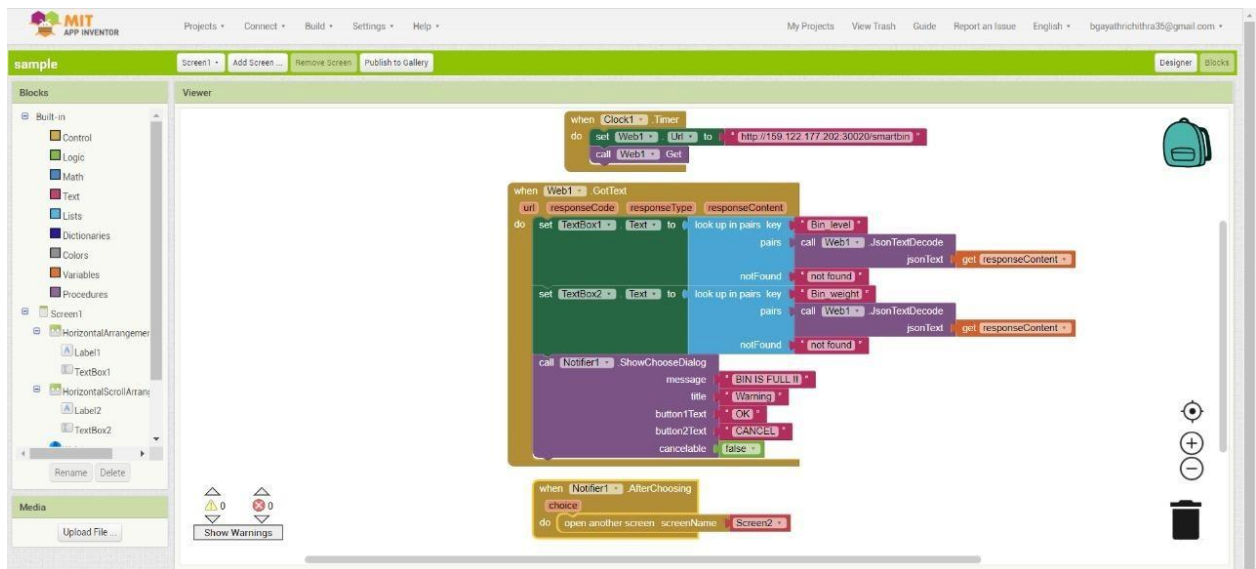 MIT
APP INVENTOR
Projects Connect Build Settings Help
My Projects View Trash Guide Report an Issue English bgayathrichithra35@gmail.com
sample
Screen1 Add Screen ... Remove Screen Publish to Gallery
Designer Blocks
Blocks
Built-in
Control
Logic
Math
Text
Lists
Dictionaries
Colors
Variables
Procedures
Screen1
HorizontalArrangemer
Label1
TextBox1
HorizontalScrollArrang
Label2
TextBox2
Rename Delete
Media
Upload File ...
Viewer
when Clock1 .Timer
do set Web1 . Url to " http://159.122.177.202:30020/smartbin "
call Web1 .Get
when Web1 .GotText
url responseCode responseType responseContent
do set TextBox1 . Text to look up in pairs key " Bin_level "
pairs call Web1 .JsonTextDecode
jsonText get responseContent
notFound " not found "
set TextBox2 . Text to look up in pairs key " Bin_weight "
pairs call Web1 .JsonTextDecode
jsonText get responseContent
notFound " not found "
call Notifier1 .ShowChooseDialog
message " BIN IS FULL !! "
title " Warning "
button1Text " OK "
button2Text " CANCEL "
cancelable false
when Notifier1 .AfterChoosing
choice
do open another screen screenName Screen2
0 0
Show Warnings